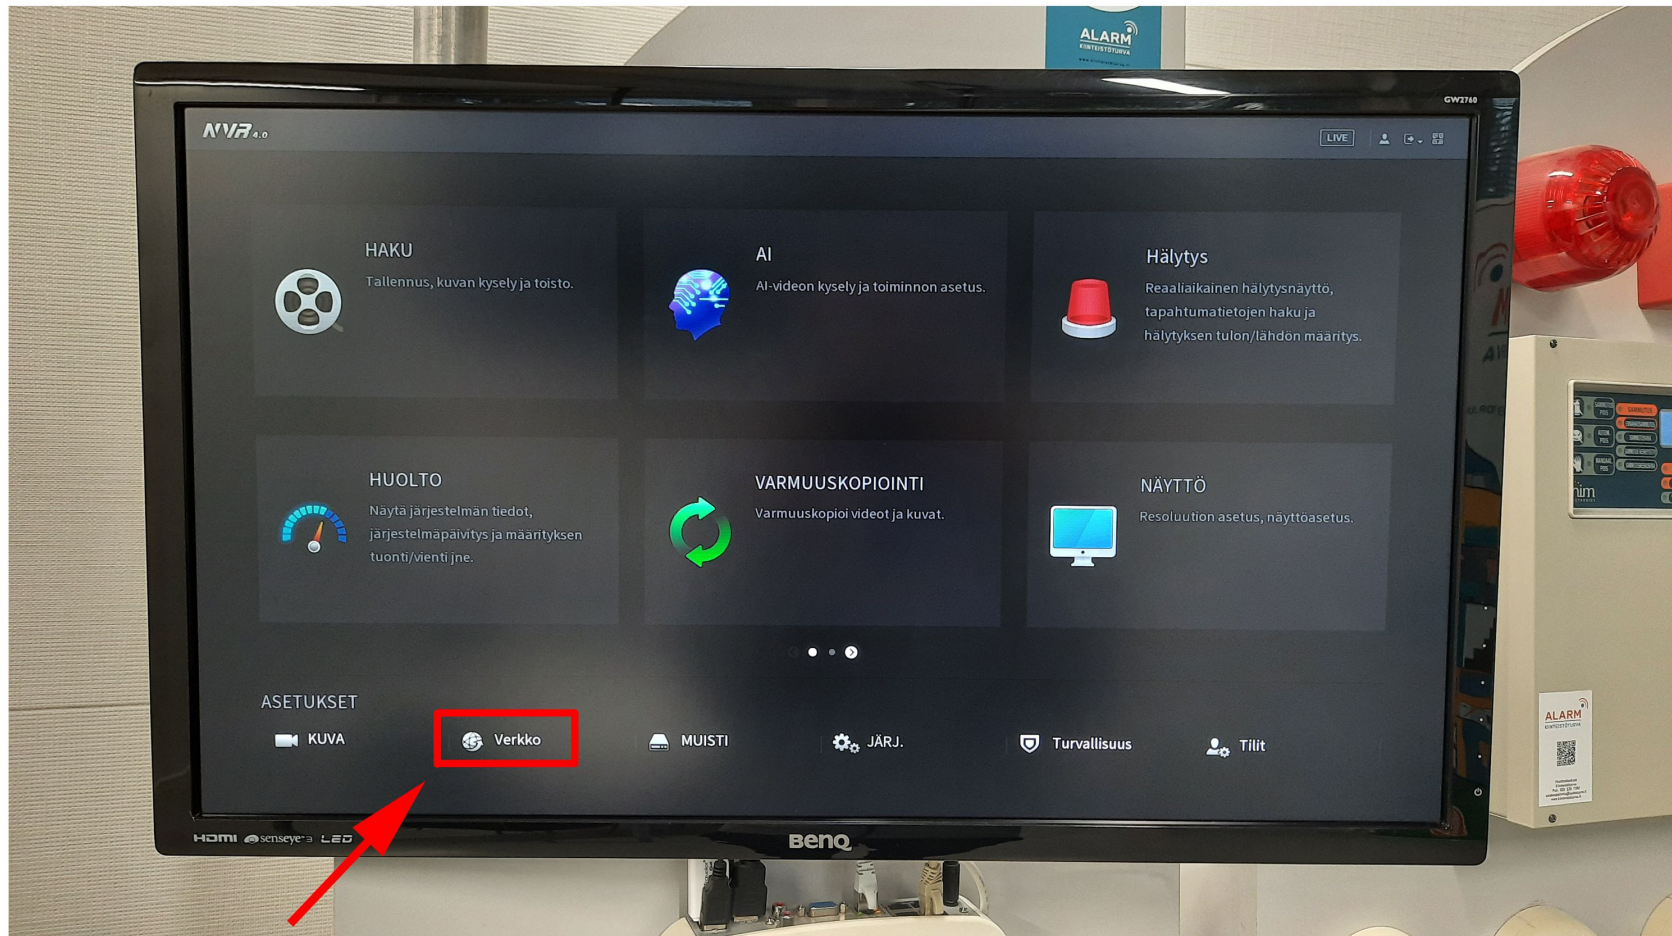 ALARM
KIINTEISTÖTURVA
GW2760
NVR 4.0
LIVE
HAKU
Tallennus, kuvan kysely ja toisto.
AI
AI-videon kysely ja toiminnon asetus.
Hälytys
Reaaliaikainen hälytysnäyttö,
tapahtumatietojen haku ja
hälytyksen tulon/lähdön määritys.
HUOLTO
Näytä järjestelmän tiedot,
järjestelmäpäivitys ja määrityksen
tuonti/vienti jne.
VARMUUSKOPIOINTI
Varmuuskopioi videot ja kuvat.
NÄYTTÖ
Resoluution asetus, näyttöasetus.
ASETUKSET
KUVA
Verkko
MUISTI
JÄRJ.
Turvallisuus
Tilit
HDMI senseye 3 LED
BenQ
ALARM
KIINTEISTÖTURVA